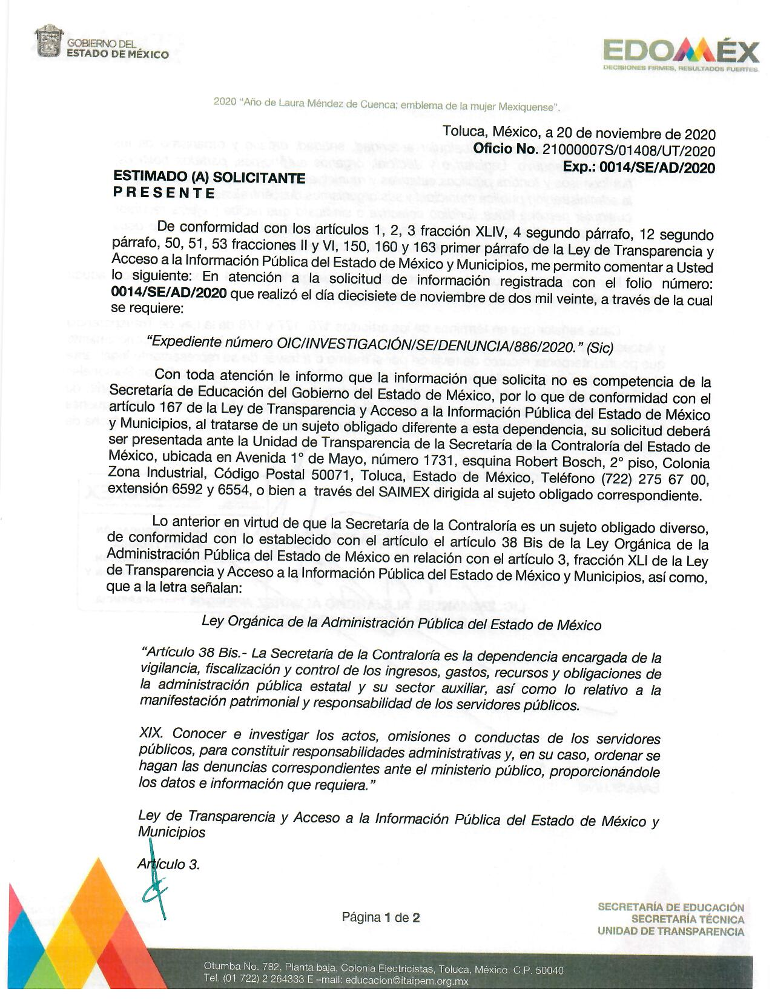 GOBIERNO DEL
ESTADO DE MÉXICO
EDOMÉX
DECISIONES FIRMES, RESULTADOS FUERTES.
2020 “Año de Laura Méndez de Cuenca; emblema de la mujer Mexiquense”.
Toluca, México, a 20 de noviembre de 2020
Oficio No. 21000007S/01408/UT/2020
Exp.: 0014/SE/AD/2020
ESTIMADO (A) SOLICITANTE
P R E S E N T E
De conformidad con los artículos 1, 2, 3 fracción XLIV, 4 segundo párrafo, 12 segundo
párrafo, 50, 51, 53 fracciones II y VI, 150, 160 y 163 primer párrafo de la Ley de Transparencia y
Acceso a la Información Pública del Estado de México y Municipios, me permito comentar a Usted
lo siguiente: En atención a la solicitud de información registrada con el folio número:
0014/SE/AD/2020 que realizó el día diecisiete de noviembre de dos mil veinte, a través de la cual
se requiere:
“Expediente número OIC/INVESTIGACIÓN/SE/DENUNCIA/886/2020.” (Sic)
Con toda atención le informo que la información que solicita no es competencia de la
Secretaría de Educación del Gobierno del Estado de México, por lo que de conformidad con el
artículo 167 de la Ley de Transparencia y Acceso a la Información Pública del Estado de México
y Municipios, al tratarse de un sujeto obligado diferente a esta dependencia, su solicitud deberá
ser presentada ante la Unidad de Transparencia de la Secretaría de la Contraloría del Estado de
México, ubicada en Avenida 1° de Mayo, número 1731, esquina Robert Bosch, 2° piso, Colonia
Zona Industrial, Código Postal 50071, Toluca, Estado de México, Teléfono (722) 275 67 00,
extensión 6592 y 6554, o bien a través del SAIMEX dirigida al sujeto obligado correspondiente.
Lo anterior en virtud de que la Secretaría de la Contraloría es un sujeto obligado diverso,
de conformidad con lo establecido con el artículo el artículo 38 Bis de la Ley Orgánica de la
Administración Pública del Estado de México en relación con el artículo 3, fracción XLI de la Ley
de Transparencia y Acceso a la Información Pública del Estado de México y Municipios, así como,
que a la letra señalan:
Ley Orgánica de la Administración Pública del Estado de México
“Artículo 38 Bis.- La Secretaría de la Contraloría es la dependencia encargada de la
vigilancia, fiscalización y control de los ingresos, gastos, recursos y obligaciones de
la administración pública estatal y su sector auxiliar, así como lo relativo a la
manifestación patrimonial y responsabilidad de los servidores públicos.
XIX. Conocer e investigar los actos, omisiones o conductas de los servidores
públicos, para constituir responsabilidades administrativas y, en su caso, ordenar se
hagan las denuncias correspondientes ante el ministerio público, proporcionándole
los datos e información que requiera.”
Ley de Transparencia y Acceso a la Información Pública del Estado de México y
Municipios
Artículo 3.
Página 1 de 2
SECRETARÍA DE EDUCACIÓN
SECRETARÍA TÉCNICA
UNIDAD DE TRANSPARENCIA
Otumba No. 782, Planta baja, Colonia Electricistas, Toluca, México. C.P. 50040
Tel. (01 722) 2 264333 E –mail: educacion@itaipem.org.mx